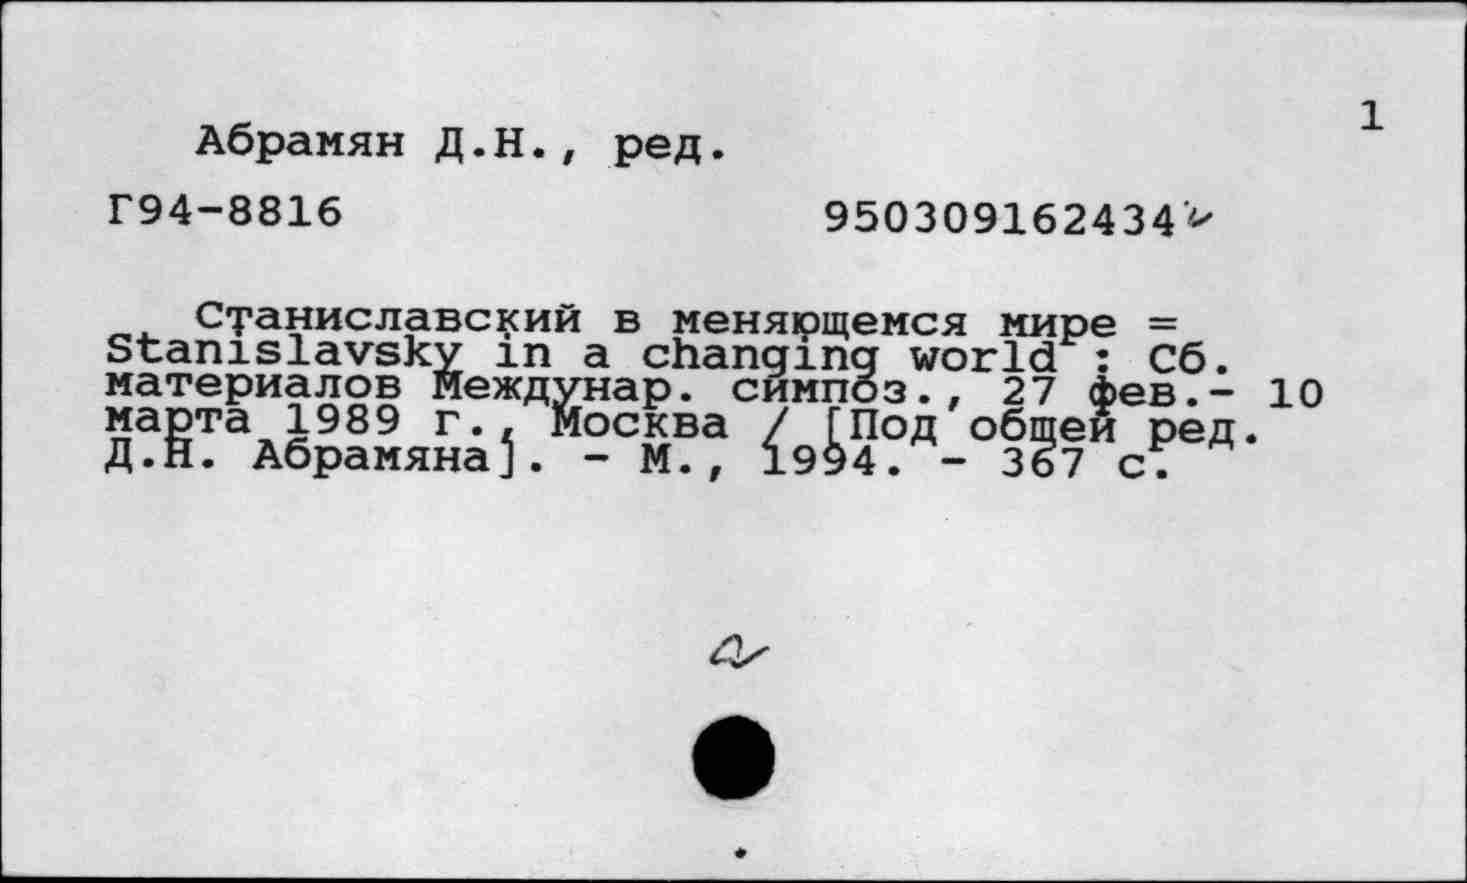 1
Абрамян Д.Н., ред.
Г94-8816 950309162434
Станиславский в меняющемся мире =
Stanislavsky in a changing world : Сб.
материалов Междунар. симпоз., 27 фев.- 10
марта 1989 г., Москва / [Под общей ред.
Д.Н. Абрамяна]. - М., 1994. - 367 с.